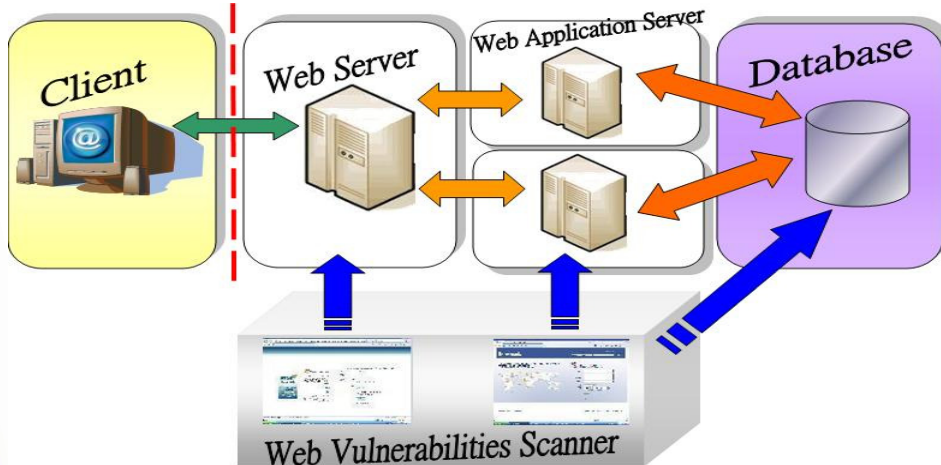 Client
Web Server
Web Application Server
Database
@
Web Vulnerabilities Scanner